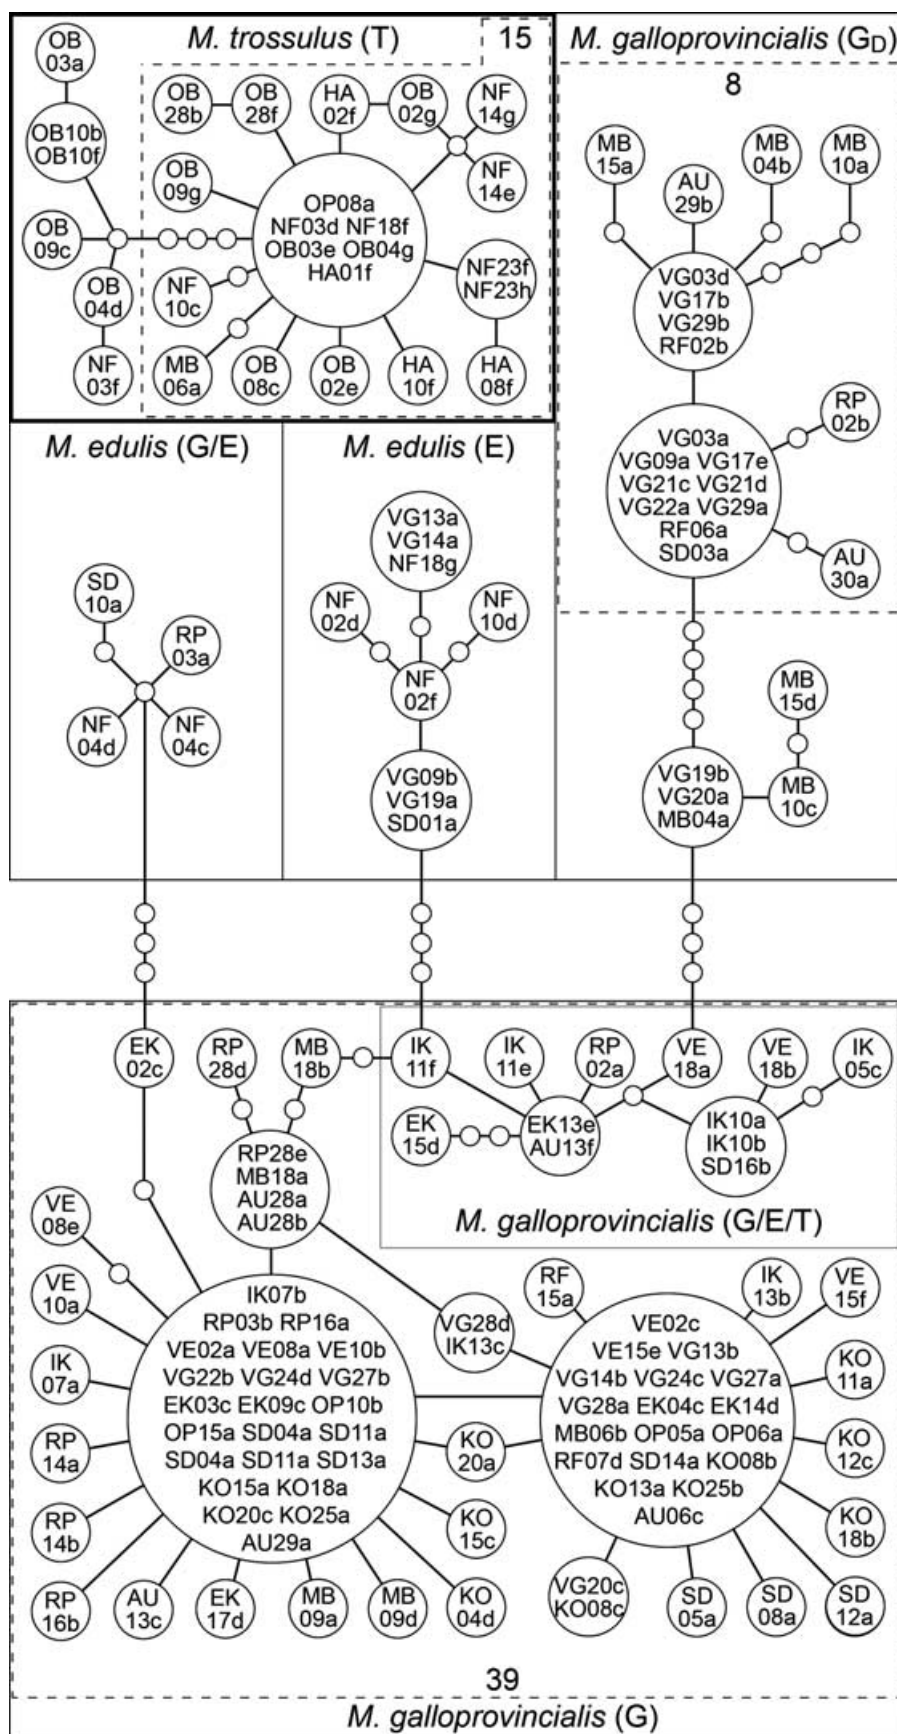 M. trossulus (T)
15
OB
03a
OB10b
OB10f
OB
09c
OB
04d
NF
03f
OB
28b
OB
28f
HA
02f
OB
02g
NF
14g
NF
14e
OB
09g
OP08a
NF03d NF18f
OB03e OB04g
HA01f
NF23f
NF23h
NF
10c
MB
06a
OB
08c
OB
02e
HA
10f
HA
08f
M. galloprovincialis (GD)
8
MB
15a
AU
29b
MB
04b
MB
10a
VG03d
VG17b
VG29b
RF02b
VG03a
VG09a VG17e
VG21c VG21d
VG22a VG29a
RF06a
SD03a
RP
02b
AU
30a
VG19b
VG20a
MB04a
MB
15d
MB
10c
M. edulis (G/E)
SD
10a
RP
03a
NF
04d
NF
04c
M. edulis (E)
VG13a
VG14a
NF18g
NF
02d
NF
10d
NF
02f
VG09b
VG19a
SD01a
EK
02c
RP
28d
MB
18b
IK
11f
IK
11e
RP
02a
VE
18a
VE
18b
IK
05c
EK
15d
EK13e
AU13f
IK10a
IK10b
SD16b
M. galloprovincialis (G/E/T)
RP28e
MB18a
AU28a
AU28b
VE
08e
VE
10a
IK
07a
RP
14a
RP
14b
RP
16b
IK07b
RP03b RP16a
VE02a VE08a VE10b
VG22b VG24d VG27b
EK03c EK09c OP10b
OP15a SD04a SD11a
SD04a SD11a SD13a
KO15a KO18a
KO20c KO25a
AU29a
VG28d
IK13c
RF
15a
IK
13b
VE
15f
VE02c
VE15e VG13b
VG14b VG24c VG27a
VG28a EK04c EK14d
MB06b OP05a OP06a
RF07d SD14a KO08b
KO13a KO25b
AU06c
KO
11a
KO
12c
KO
18b
KO
20a
KO
15c
AU
13c
EK
17d
MB
09a
MB
09d
KO
04d
VG20c
KO08c
SD
05a
SD
08a
SD
12a
39
M. galloprovincialis (G)